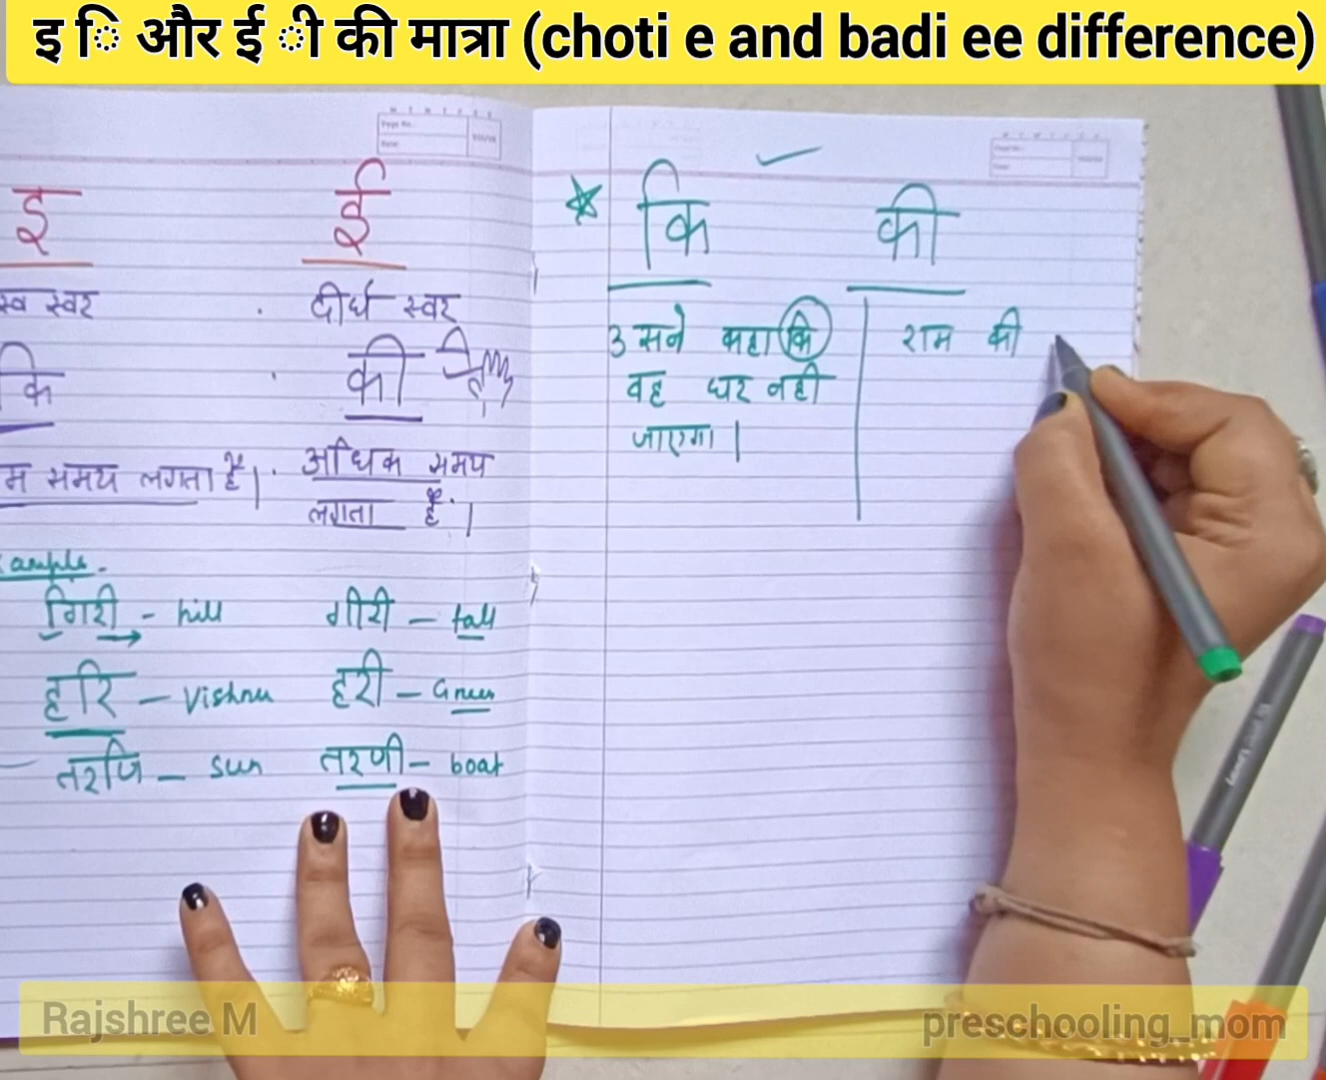 इ ि और ई ी की मात्रा (choti e and badi ee difference)
इ ई
स्व स्वर दीर्घ स्वर
कि की
म समय लगता है। अधिक समय
लगता है।
ample.
गिरी - hill गीरी - tall
हरि - Vishnu हरी - Green
तरणि - sun तरणी - boat
कि की
उसने कहा कि
वह घर नही
जाएगा।
राम की
Rajshree M
preschooling_mom